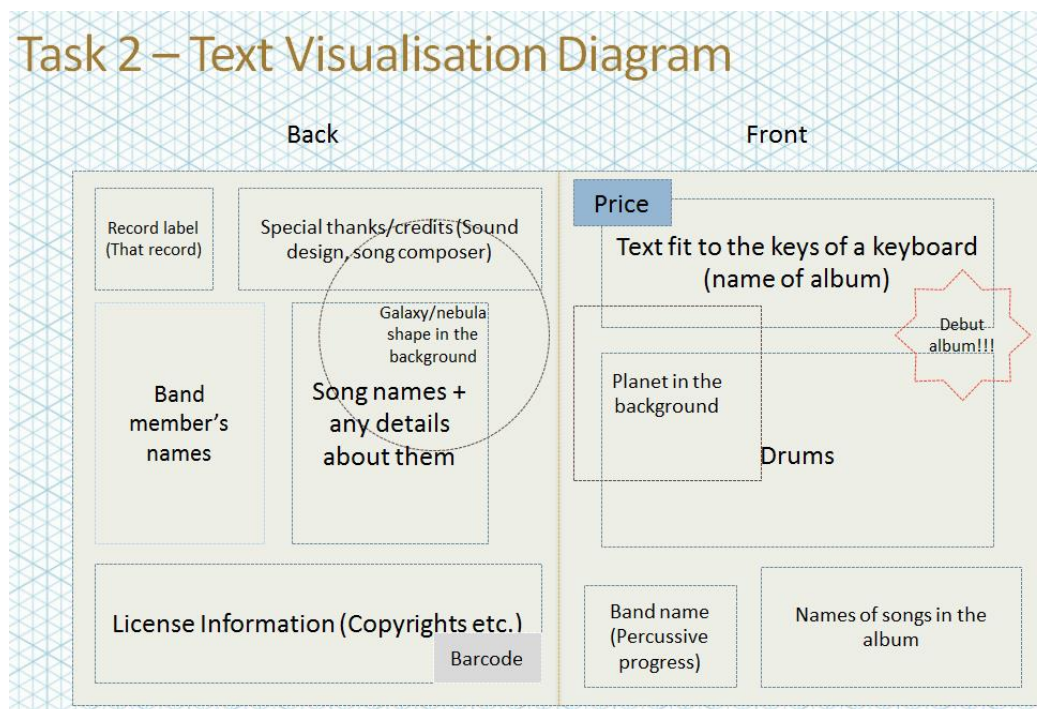 Task 2 – Text Visualisation Diagram
Back
Front
Record label
(That record)
Special thanks/credits (Sound
design, song composer)
Galaxy/nebula
shape in the
background
Band
member's
names
Song names +
any details
about them
License Information (Copyrights etc.)
Barcode
Price
Text fit to the keys of a keyboard
(name of album)
Debut
album!!!
Planet in the
background
Drums
Band name
(Percussive
progress)
Names of songs in the
album